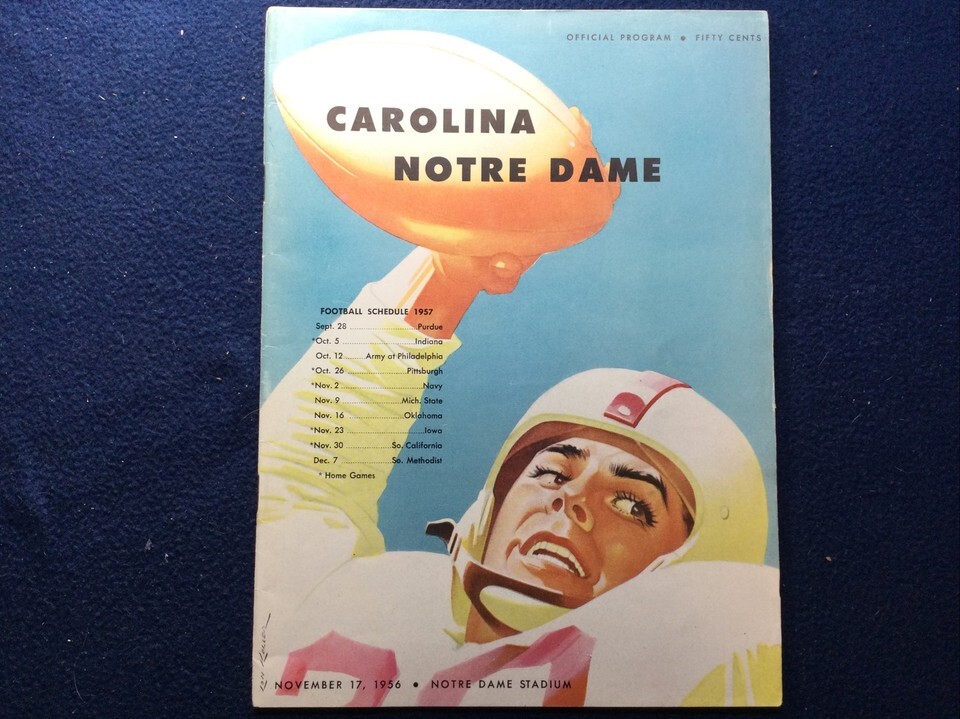 OFFICIAL PROGRAM • FIFTY CENTS
CAROLINA
NOTRE DAME
FOOTBALL SCHEDULE 1957
Sept. 28 ........................Purdue
*Oct. 5 ..........................Indiana
Oct. 12........Army at Philadelphia
*Oct. 26 ....................Pittsburgh
*Nov. 2 ............................Navy
Nov. 9 .....................Mich. State
Nov. 16 ....................Oklahoma
*Nov. 23 ............................Iowa
*Nov. 30 ................So. California
Dec. 7 .................So. Methodist
* Home Games
NOVEMBER 17, 1956 • NOTRE DAME STADIUM